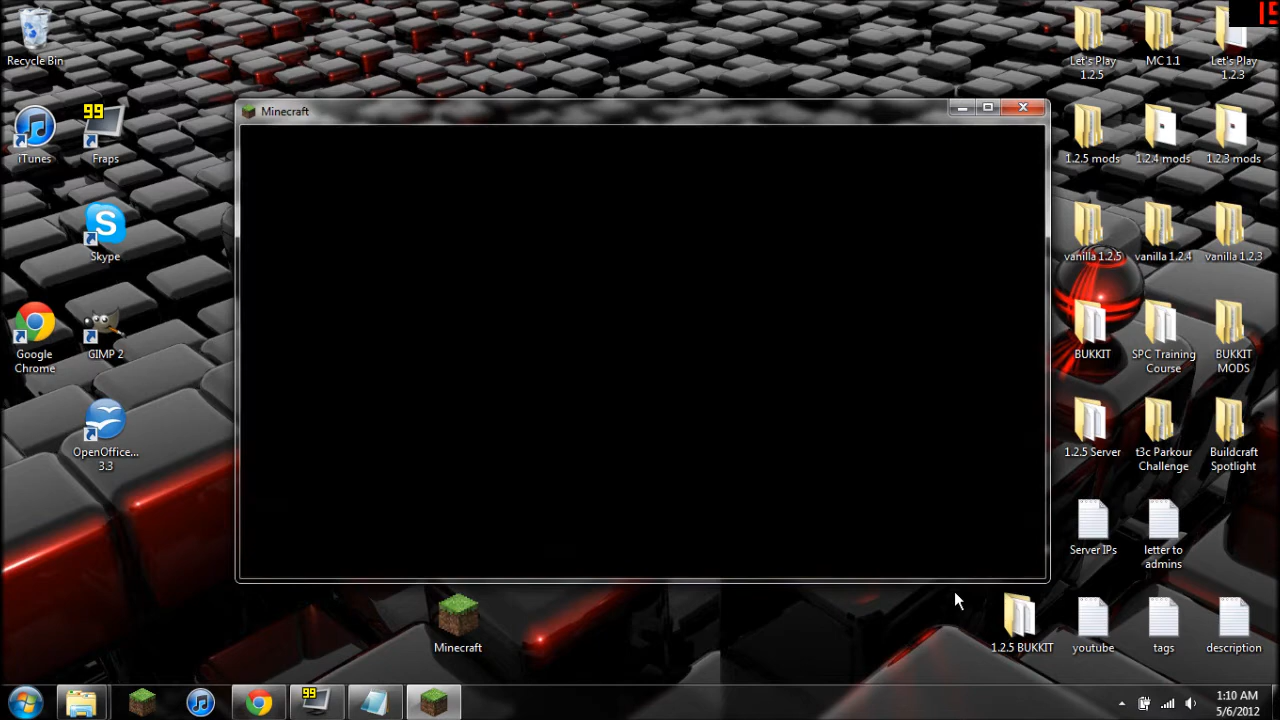 15
Recycle Bin
Let's Play
1.2.5
MC 1.1
Let's Play
1.2.3
Minecraft
99
iTunes
Fraps
1.2.5 mods
1.2.4 mods
1.2.3 mods
S
Skype
vanilla 1.2.5
vanilla 1.2.4
vanilla 1.2.3
Google
Chrome
GIMP 2
BUKKIT
SPC Training
Course
BUKKIT
MODS
OpenOffice...
3.3
1.2.5 Server
t3c Parkour
Challenge
Buildcraft
Spotlight
Server IPs
letter to
admins
Minecraft
1.2.5 BUKKIT
youtube
tags
description
99
1:10 AM
5/6/2012